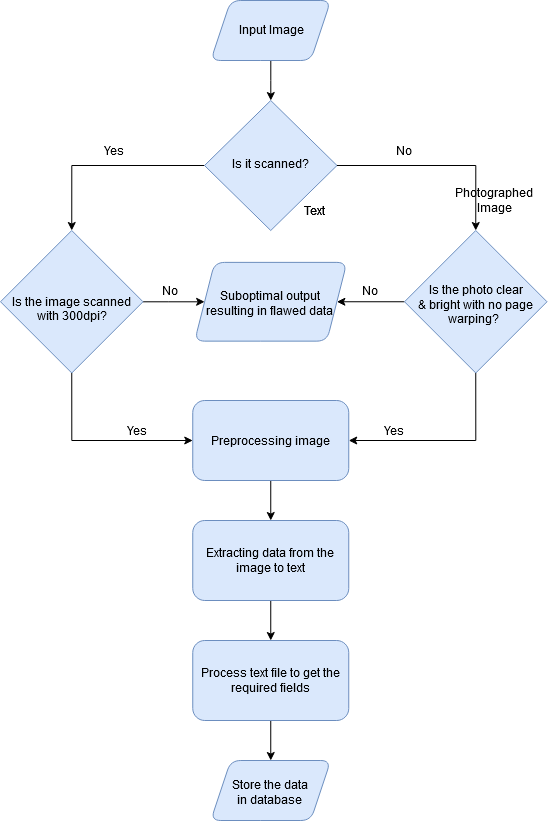 Input Image
Yes
Is it scanned?
No
Text
Photographed
Image
Is the image scanned
with 300dpi?
No
Suboptimal output
resulting in flawed data
No
Is the photo clear
& bright with no page
warping?
Yes
Preprocessing image
Yes
Extracting data from the
image to text
Process text file to get the
required fields
Store the data
in database